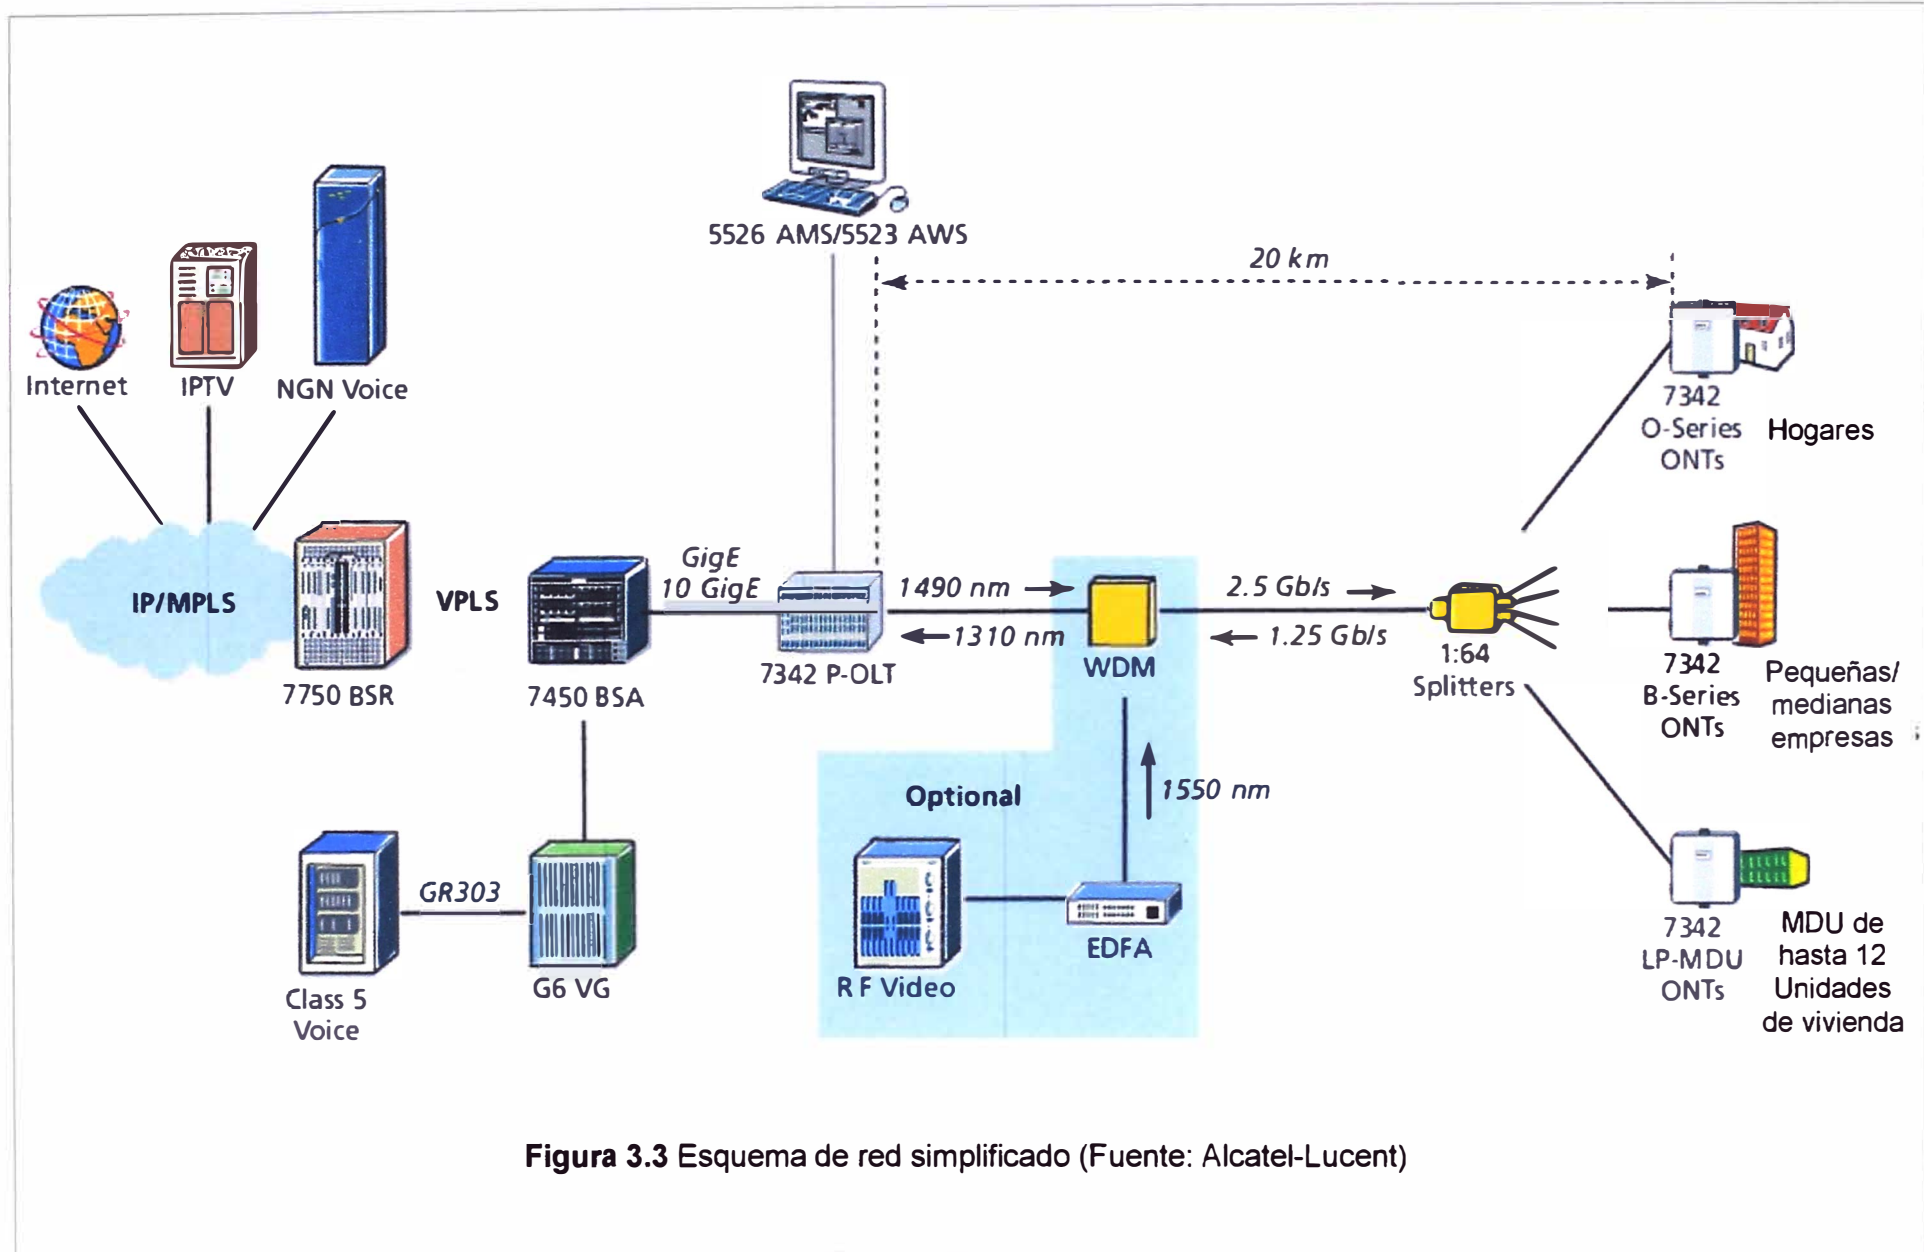 5526 AMS/5523 AWS
20 km
Internet
IPTV
NGN Voice
7342
O-Series
ONTs
Hogares
IP/MPLS
7750 BSR
VPLS
7450 BSA
GigE
10 GigE
7342 P-OLT
1490 nm
1310 nm
WDM
2.5 Gb/s
1.25 Gb/s
1:64
Splitters
7342
B-Series
ONTs
Pequeñas/
medianas
empresas
Optional
1550 nm
Class 5
Voice
GR303
G6 VG
RF Video
EDFA
7342
LP-MDU
ONTs
MDU de
hasta 12
Unidades
de vivienda
Figura 3.3 Esquema de red simplificado (Fuente: Alcatel-Lucent)